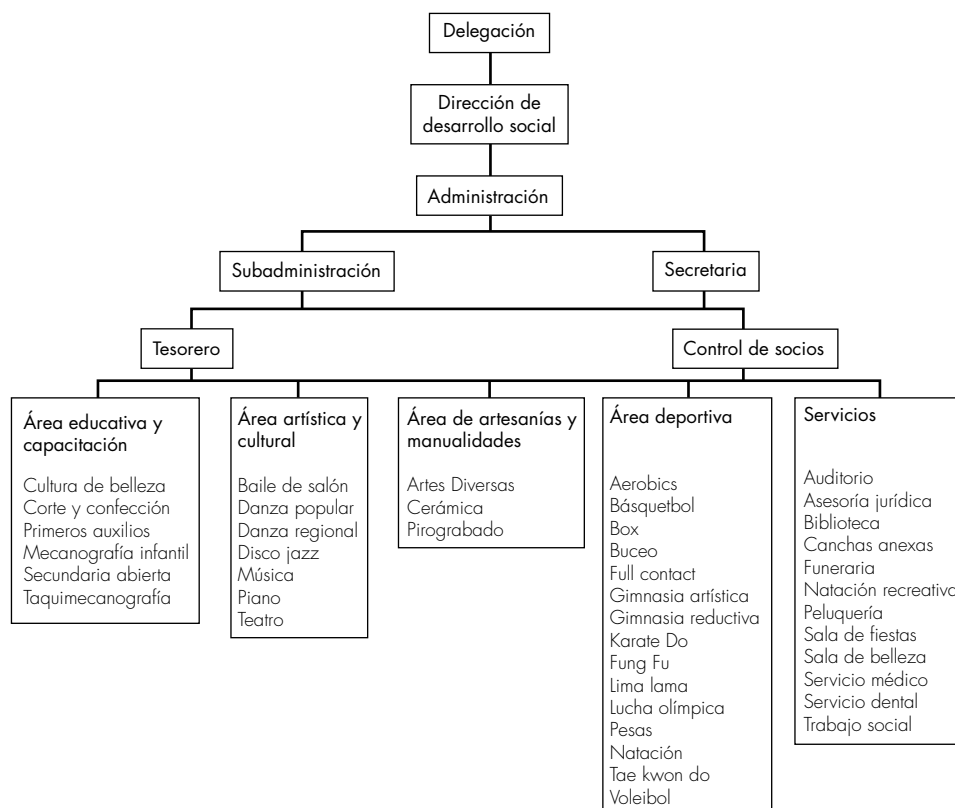 Delegación
Dirección de
desarrollo social
Administración
Subadministración
Secretaria
Tesorero
Control de socios
Área educativa y
capacitación
Cultura de belleza
Corte y confección
Primeros auxilios
Mecanografía infantil
Secundaria abierta
Taquimecanografía
Área artística y
cultural
Baile de salón
Danza popular
Danza regional
Disco jazz
Música
Piano
Teatro
Área de artesanías y
manualidades
Artes Diversas
Cerámica
Pirograbado
Área deportiva
Aerobics
Básquetbol
Box
Buceo
Full contact
Gimnasia artística
Gimnasia reductiva
Karate Do
Fung Fu
Lima lama
Lucha olímpica
Pesas
Natación
Tae kwon do
Voleibol
Servicios
Auditorio
Asesoría jurídica
Biblioteca
Canchas anexas
Funeraria
Natación recreativa
Peluquería
Sala de fiestas
Sala de belleza
Servicio médico
Servicio dental
Trabajo social